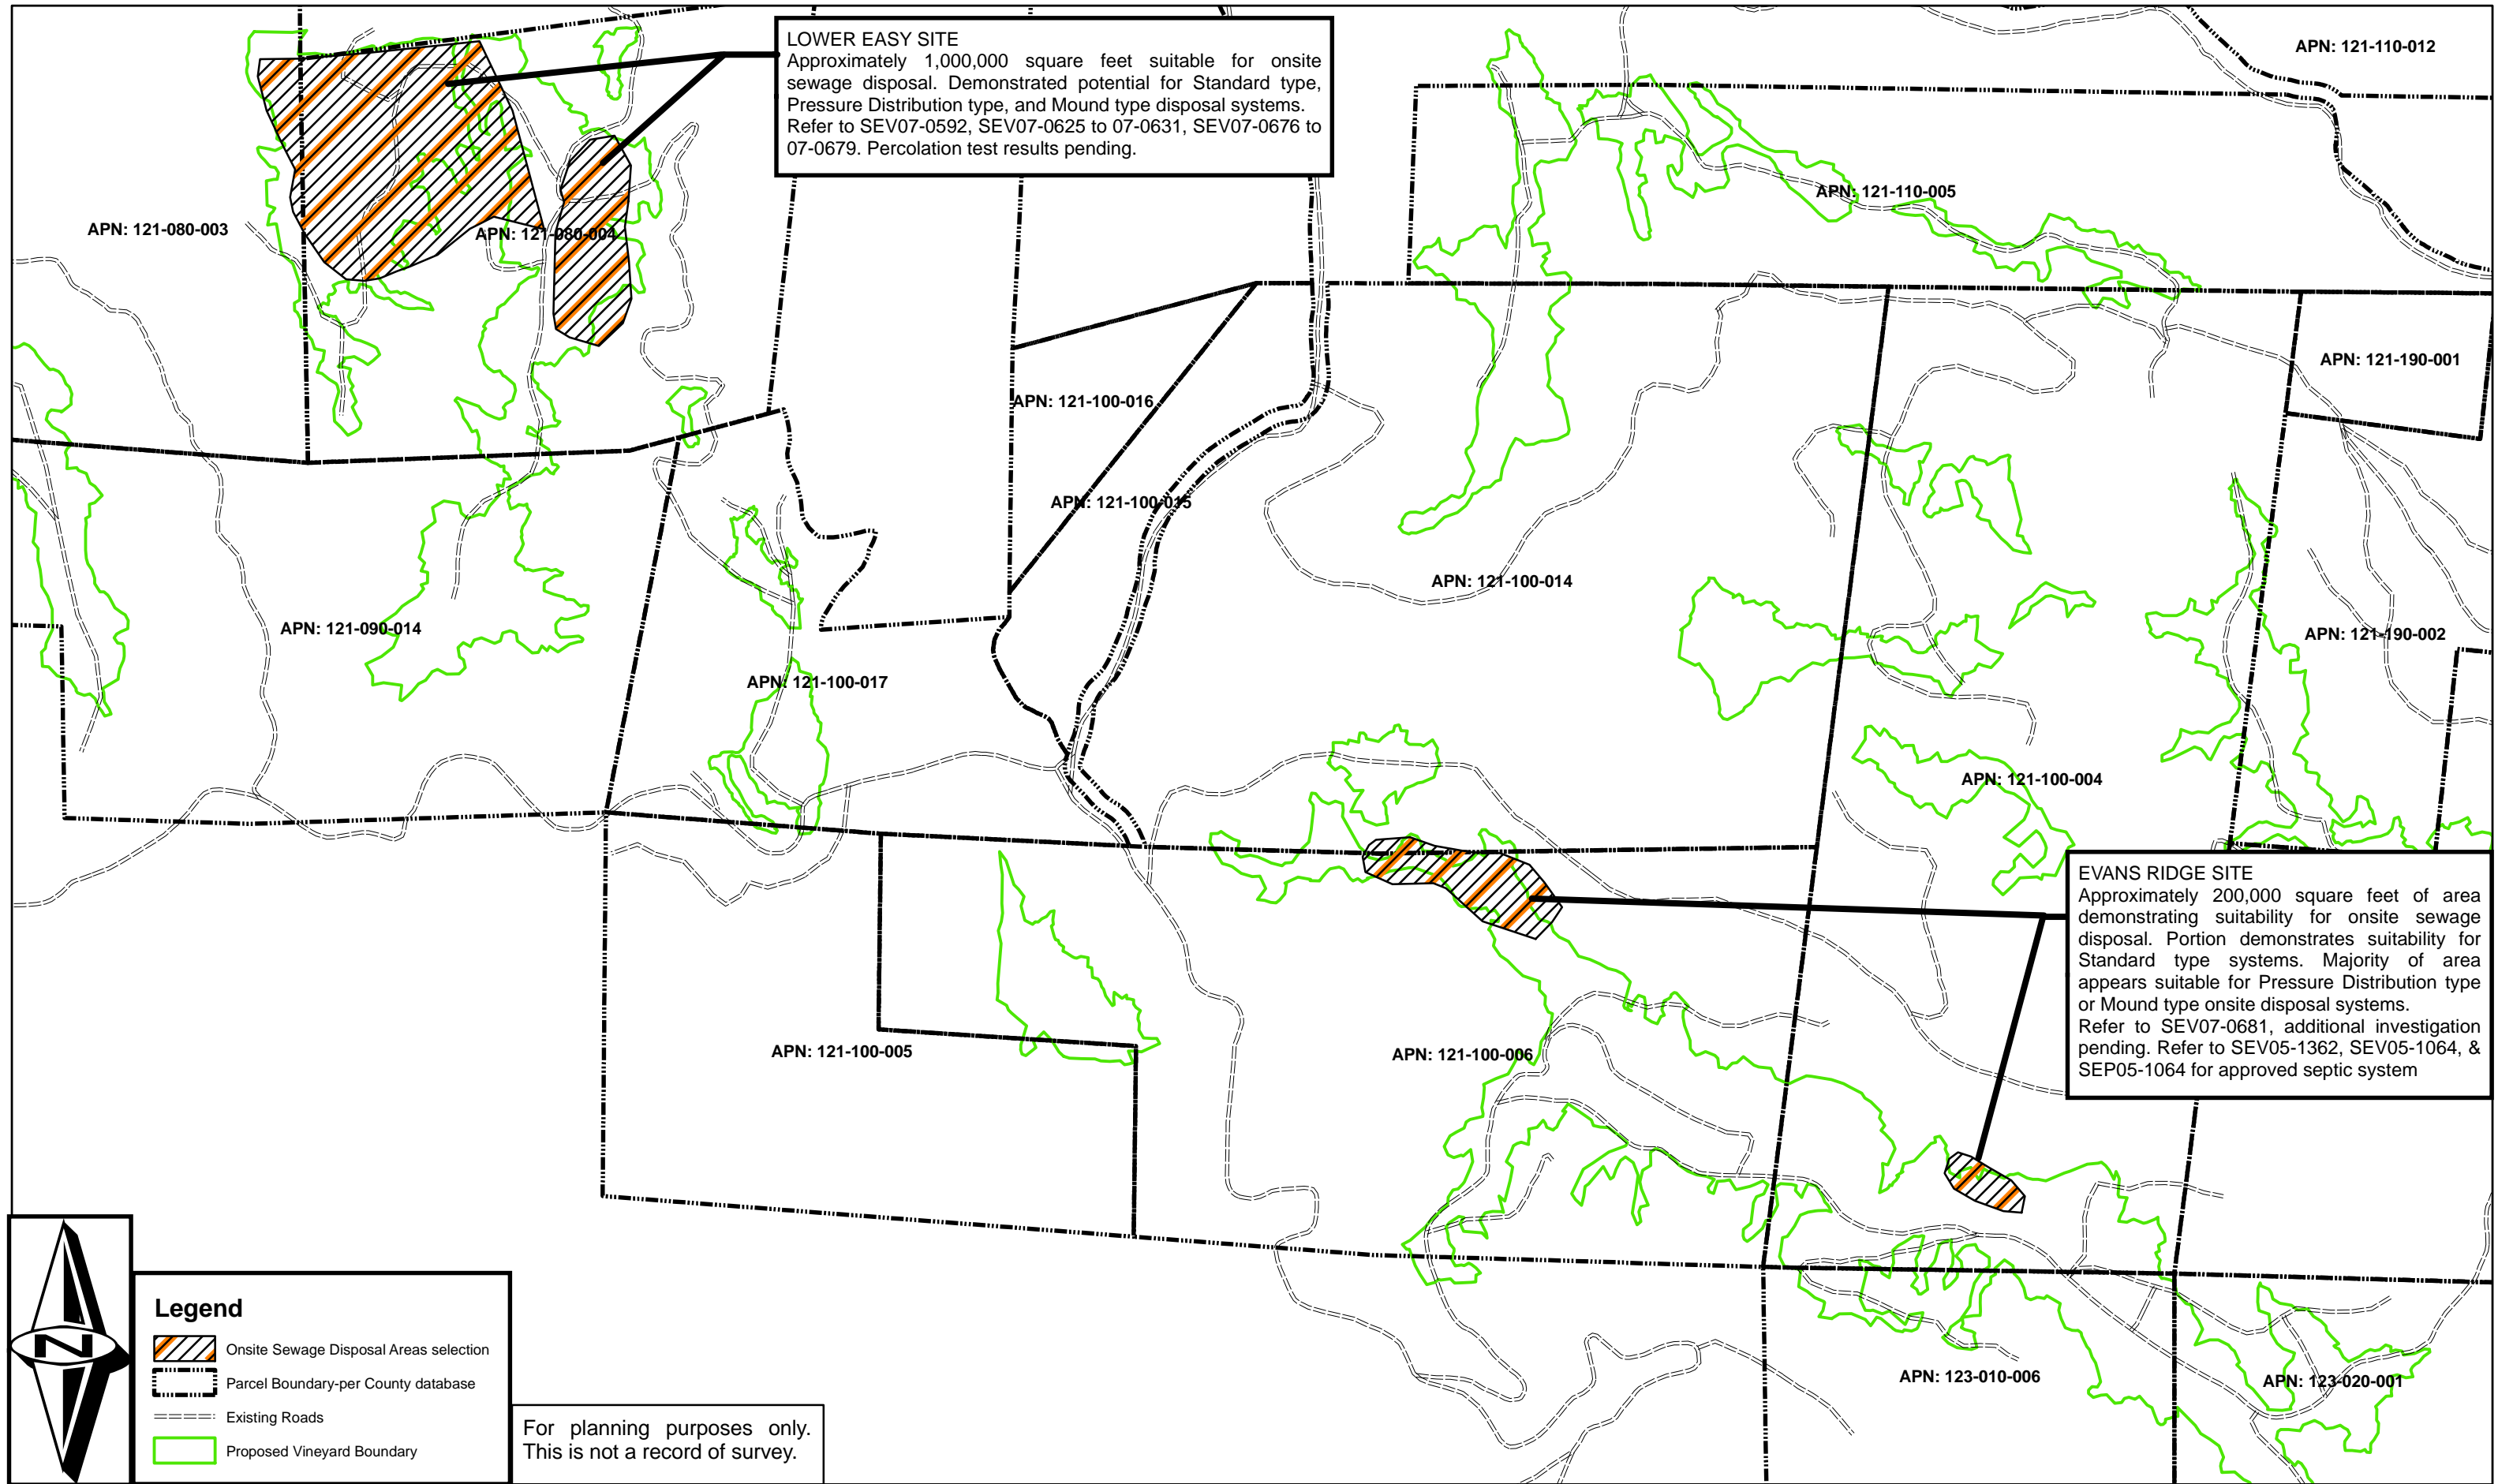 LOWER EASY SITE
Approximately 1,000,000 square feet suitable for onsite
sewage disposal. Demonstrated potential for Standard type,
Pressure Distribution type, and Mound type disposal systems.
Refer to SEV07-0592, SEV07-0625 to 07-0631, SEV07-0676 to
07-0679. Percolation test results pending.
APN: 121-110-012
APN: 121-110-005
APN: 121-080-003
APN: 121-080-004
APN: 121-190-001
APN: 121-100-016
APN: 121-100-015
APN: 121-100-014
APN: 121-090-014
APN: 121-190-002
APN: 121-100-017
APN: 121-100-004
EVANS RIDGE SITE
Approximately 200,000 square feet of area
demonstrating suitability for onsite sewage
disposal. Portion demonstrates suitability for
Standard type systems. Majority of area
appears suitable for Pressure Distribution type
or Mound type onsite disposal systems.
Refer to SEV07-0681, additional investigation
pending. Refer to SEV05-1362, SEV05-1064, &
SEP05-1064 for approved septic system
APN: 121-100-005
APN: 121-100-006
APN: 123-010-006
APN: 123-020-001
N
Legend
Onsite Sewage Disposal Areas selection
Parcel Boundary-per County database
Existing Roads
Proposed Vineyard Boundary
For planning purposes only.
This is not a record of survey.